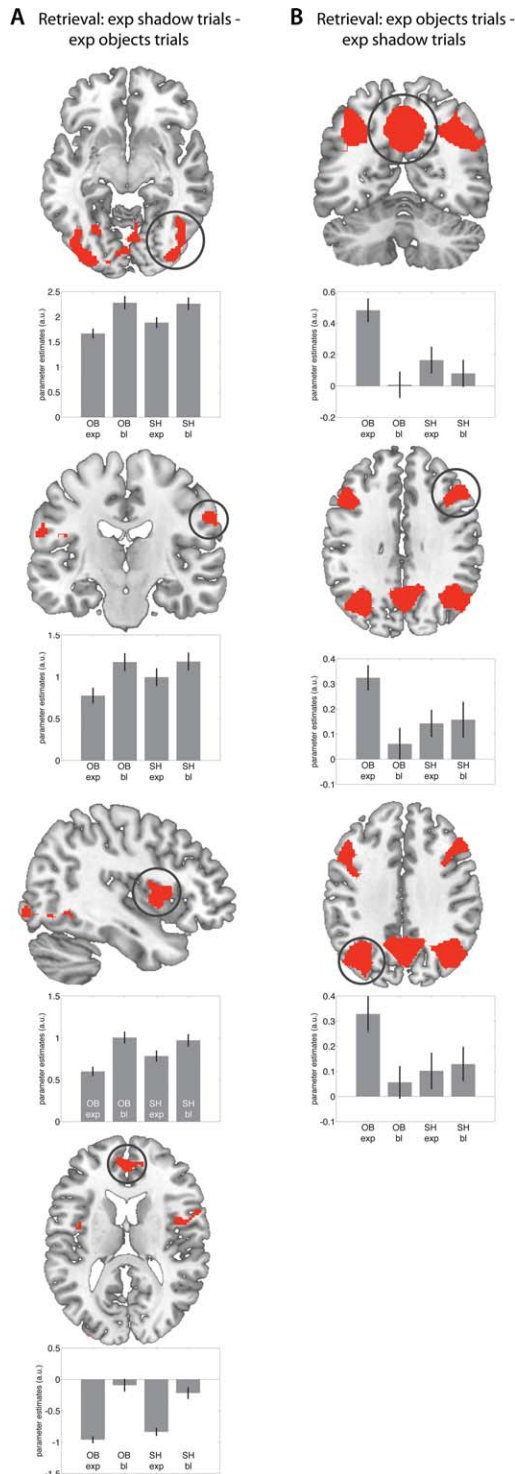 A Retrieval: exp shadow trials -
exp objects trials
2.5
2
1.5
1
0.5
0
parameter estimates (a.u.)
OB OB SH SH
exp bl exp bl
1.5
1
0.5
0
parameter estimates (a.u.)
OB OB SH SH
exp bl exp bl
1.5
1
0.5
0
parameter estimates (a.u.)
OB OB SH SH
exp bl exp bl
0.5
0
-0.5
-1
-1.5
parameter estimates (a.u.)
OB OB SH SH
exp bl exp bl
B Retrieval: exp objects trials -
exp shadow trials
0.6
0.4
0.2
0
-0.2
parameter estimates (a.u.)
OB OB SH SH
exp bl exp bl
0.4
0.3
0.2
0.1
0
-0.1
parameter estimates (a.u.)
OB OB SH SH
exp bl exp bl
0.4
0.3
0.2
0.1
0
-0.1
parameter estimates (a.u.)
OB OB SH SH
exp bl exp bl